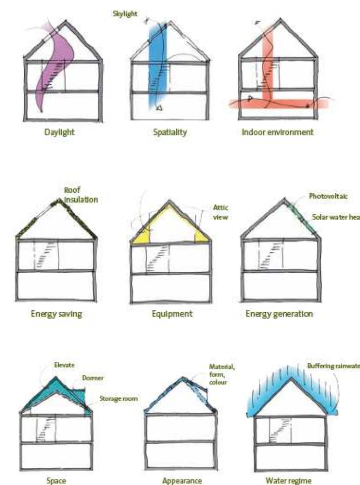 Skylight
Daylight
Spatiality
Indoor environment
Roof
insulation
Attic
view
Photovoltaic
Solar water hea
Energy saving
Equipment
Energy generation
Elevate
Dormer
Storage room
Material,
form,
colour
Buffering rainwate
Space
Appearance
Water regime